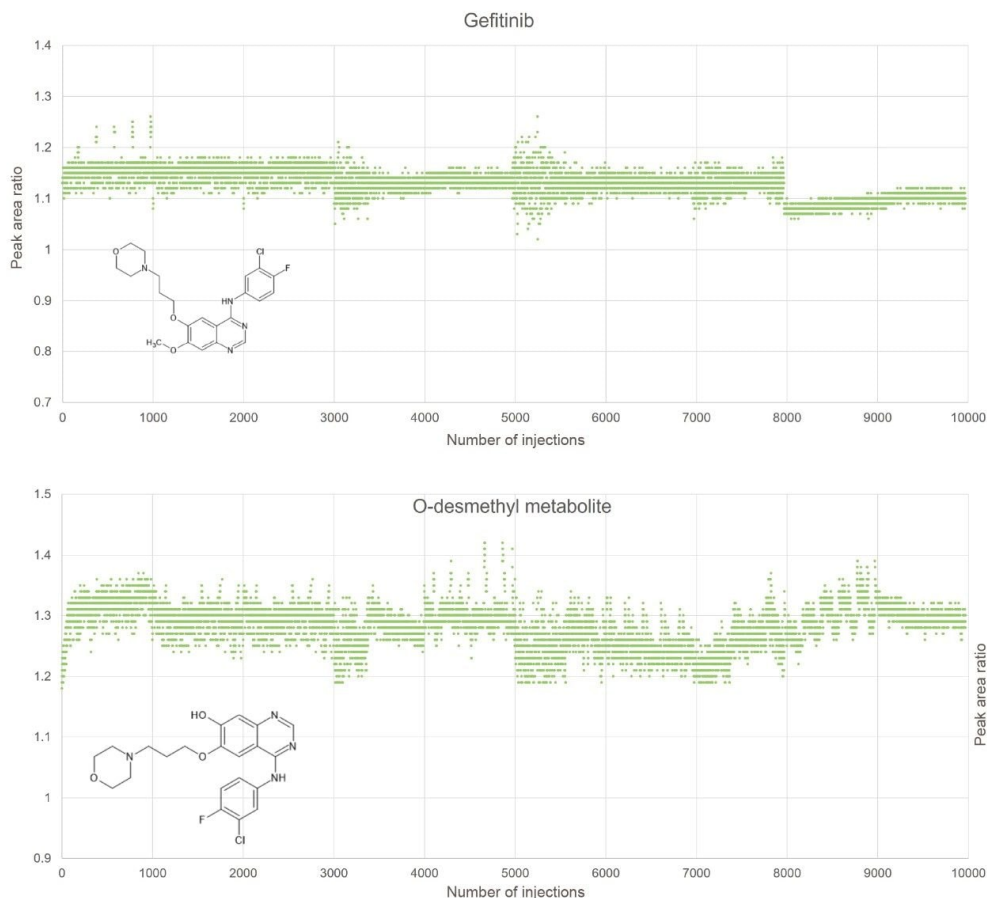 Gefitinib
1.4
1.3
1.2
1.1
1
0.9
0.8
0.7
Peak area ratio
O
N
O
H₃C
O
HN
Cl
F
N
N
0 1000 2000 3000 4000 5000 6000 7000 8000 9000 10000
Number of injections
O-desmethyl metabolite
1.5
1.4
1.3
1.2
1.1
1
0.9
Peak area ratio
HO
N
N
O
N
O
NH
F
Cl
0 1000 2000 3000 4000 5000 6000 7000 8000 9000 10000
Number of injections